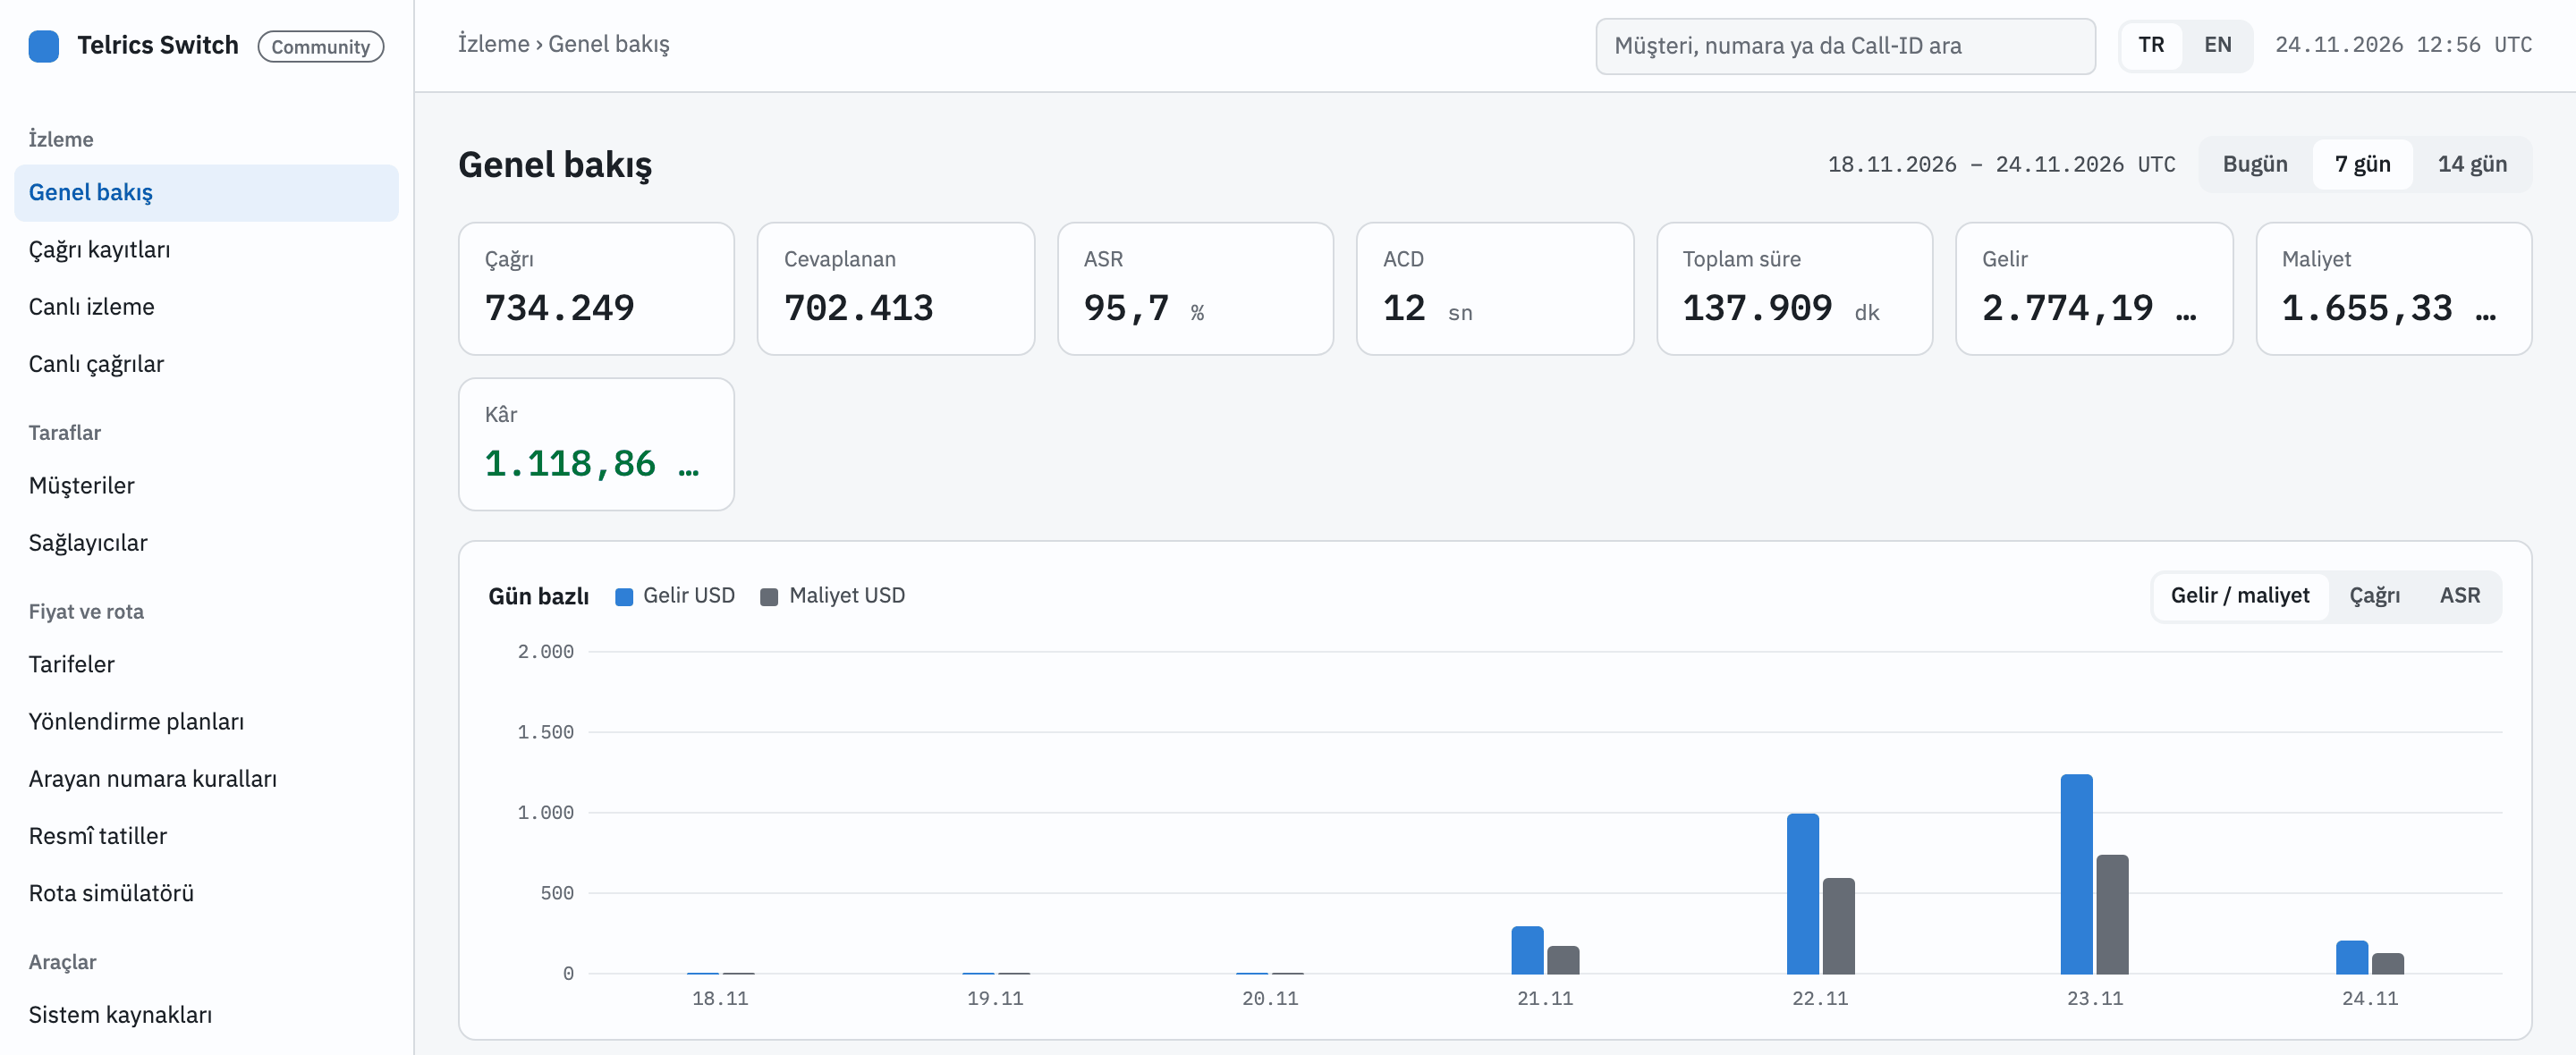 Telrics Switch Community
İzleme › Genel bakış
Müşteri, numara ya da Call-ID ara
TR EN
24.11.2026 12:56 UTC
İzleme
Genel bakış
Çağrı kayıtları
Canlı izleme
Canlı çağrılar
Taraflar
Müşteriler
Sağlayıcılar
Fiyat ve rota
Tarifeler
Yönlendirme planları
Arayan numara kuralları
Resmî tatiller
Rota simülatörü
Araçlar
Sistem kaynakları
Genel bakış
18.11.2026 – 24.11.2026 UTC
Bugün 7 gün 14 gün
Çağrı
734.249
Cevaplanan
702.413
ASR
95,7 %
ACD
12 sn
Toplam süre
137.909 dk
Gelir
2.774,19 …
Maliyet
1.655,33 …
Kâr
1.118,86 …
Gün bazlı Gelir USD Maliyet USD
Gelir / maliyet Çağrı ASR
2.000
1.500
1.000
500
0
18.11 19.11 20.11 21.11 22.11 23.11 24.11